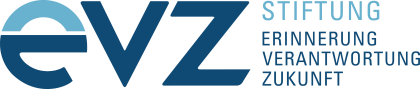 evz
STIFTUNG
ERINNERUNG
VERANTWORTUNG
ZUKUNFT